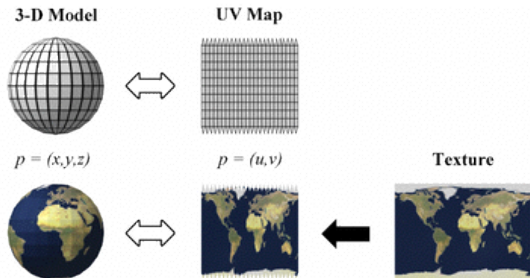 3-D Model
UV Map
p = (x,y,z)
p = (u,v)
Texture